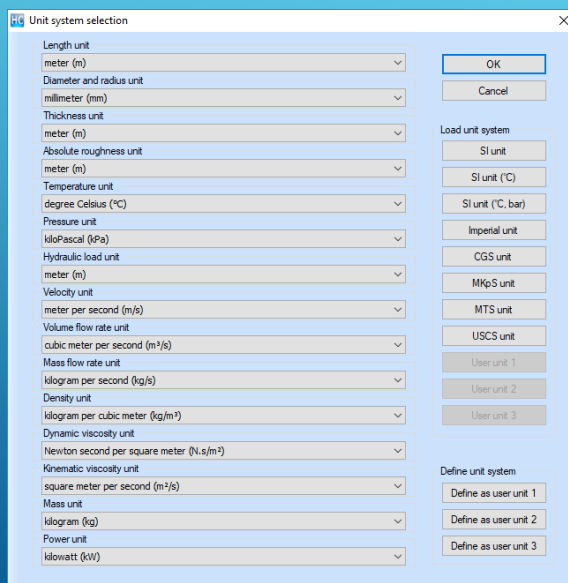 HC Unit system selection
Length unit
meter (m)
Diameter and radius unit
millimeter (mm)
Thickness unit
meter (m)
Absolute roughness unit
meter (m)
Temperature unit
degree Celsius (°C)
Pressure unit
kiloPascal (kPa)
Hydraulic load unit
meter (m)
Velocity unit
meter per second (m/s)
Volume flow rate unit
cubic meter per second (m³/s)
Mass flow rate unit
kilogram per second (kg/s)
Density unit
kilogram per cubic meter (kg/m³)
Dynamic viscosity unit
Newton second per square meter (N.s/m²)
Kinematic viscosity unit
square meter per second (m²/s)
Mass unit
kilogram (kg)
Power unit
kilowatt (kW)
OK
Cancel
Load unit system
SI unit
SI unit (°C)
SI unit (°C, bar)
Imperial unit
CGS unit
MKpS unit
MTS unit
USCS unit
User unit 1
User unit 2
User unit 3
Define unit system
Define as user unit 1
Define as user unit 2
Define as user unit 3